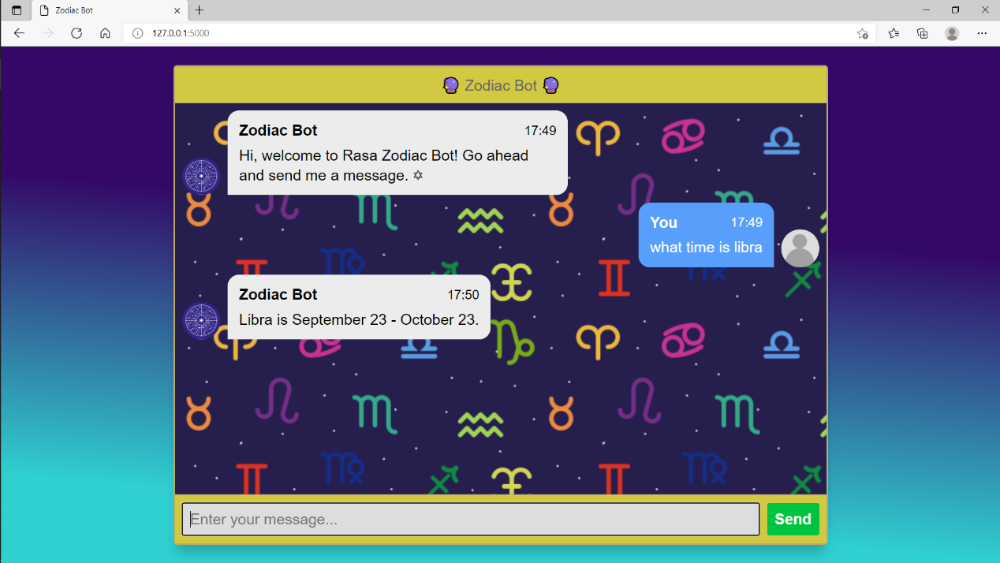 Zodiac Bot
127.0.0.1:5000
🔮 Zodiac Bot 🔮
Zodiac Bot 17:49
Hi, welcome to Rasa Zodiac Bot! Go ahead
and send me a message. ✡
You 17:49
what time is libra
Zodiac Bot 17:50
Libra is September 23 - October 23.
Enter your message...
Send